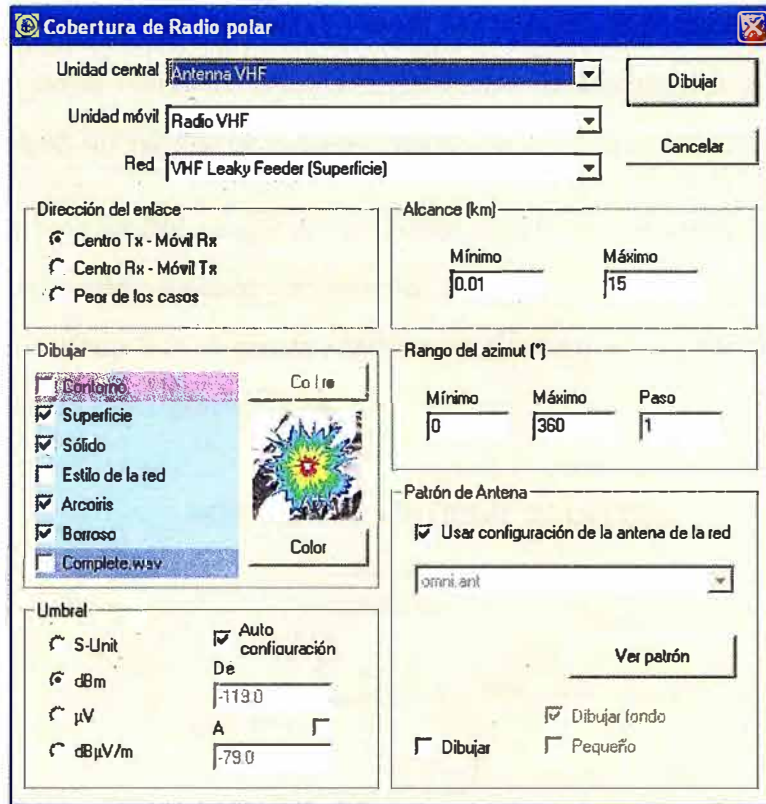 Cobertura de Radio polar
Unidad central
Antenna VHF
Dibujar
Unidad móvil
Radio VHF
Cancelar
Red
VHF Leaky Feeder (Superficie)
Dirección del enlace
Centro Tx - Móvil Rx
Centro Rx - Móvil Tx
Peor de los casos
Alcance (km)
Mínimo
Máximo
0.01
15
Dibujar
Contorno
Superficie
Sólido
Estilo de la red
Arcoiris
Borroso
Complete.wav
Color
Rango del azimut (°)
Mínimo
Máximo
Paso
0
360
1
Patrón de Antena
Usar configuración de la antena de la red
omni.ant
Ver patrón
Dibujar fondo
Dibujar
Pequeño
Umbral
S-Unit
dBm
µV
dBµV/m
Auto
configuración
De
A
-79.0